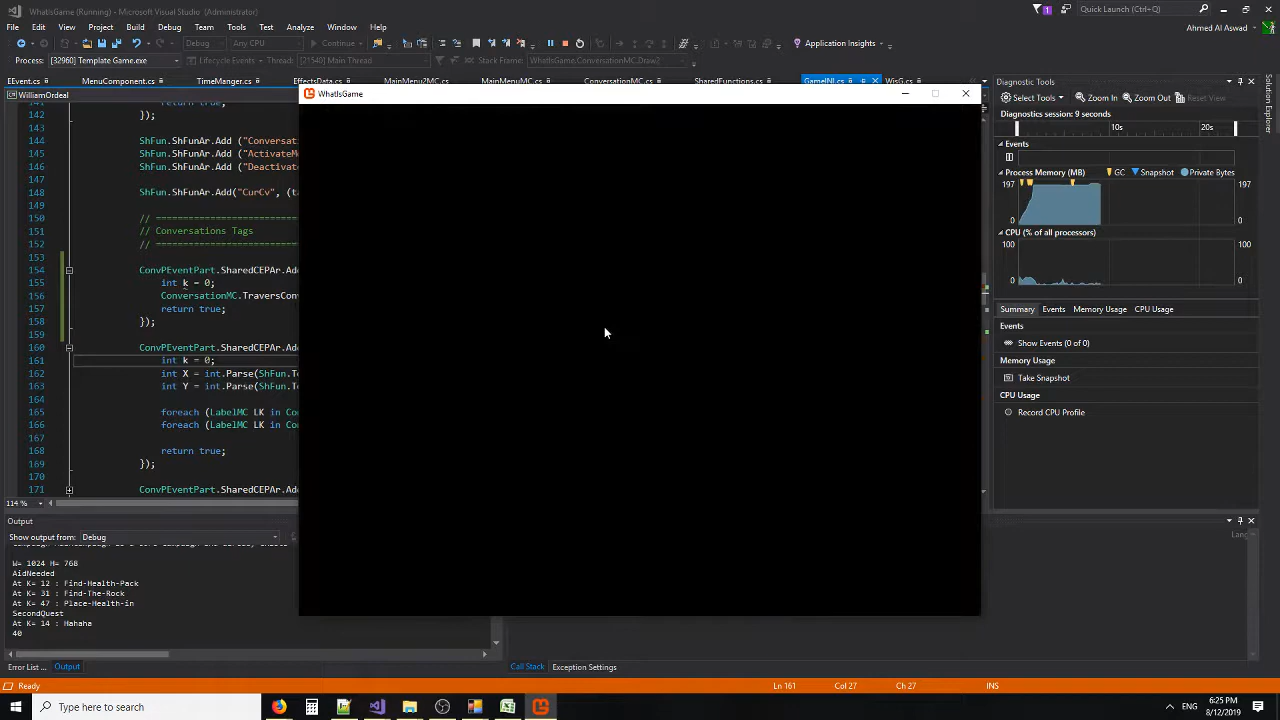 WhatIsGame - Microsoft Visual Studio
Quick Launch (Ctrl+Q)
File Edit View Project Build Debug Team Tools Analyze Window Help
Ahmed Al Aswad
Debug Any CPU Continue Application Insights
Process: [32960] Template Game.exe Lifecycle Events Thread: [21540] Main Thread Stack Frame: WhatIsGame.ConversationMC.Draw2
MenuComponent.cs TimeManger.cs EffectsData.cs MainMenu2MC.cs MainMenuMC.cs ConversationMC.cs SharedFunctions.cs GameINI.cs WisG.cs
WilliamOrdeal
WhatIsGame
Diagnostic Tools
Select Tools Zoom In Zoom Out Reset View
Diagnostics session: 9 seconds
10s 20s
Events
Process Memory (MB) GC Snapshot Private Bytes
197 197
0 0
CPU (% of all processors)
100 100
0 0
Summary Events Memory Usage CPU Usage
Events
Show Events (0 of 0)
Memory Usage
Take Snapshot
CPU Usage
Record CPU Profile
Solution Explorer
141 return true;
142 });
143
144 ShFun.ShFunAr.Add ("Conversat
145 ShFun.ShFunAr.Add ("ActivateM
146 ShFun.ShFunAr.Add ("Deactivat
147
148 ShFun.ShFunAr.Add("CurCv", (t
149
150 // =========================
151 // Conversations Tags
152 // =========================
153
154 ConvPEventPart.SharedCEPAr.Ad
155 int k = 0;
156 ConversationMC.TraversCon
157 return true;
158 });
159
160 ConvPEventPart.SharedCEPAr.Ad
161 int k = 0;
162 int X = int.Parse(ShFun.T
163 int Y = int.Parse(ShFun.T
164
165 foreach (LabelMC LK in Co
166 foreach (LabelMC LK in Co
167
168 return true;
169 });
170
171 ConvPEventPart.SharedCEPAr.Ad
114 %
Output
Show output from: Debug
W= 1024 H= 768
AidNeeded
At K= 12 : Find-Health-Pack
At K= 31 : Find-The-Rock
At K= 47 : Place-Health-in
SecondQuest
At K= 14 : Hahaha
40
Lang
Error List ... Output
Call Stack Exception Settings
Ready Ln 161 Col 27 Ch 27 INS
Type here to search
ENG
6:25 PM
8/12/2019